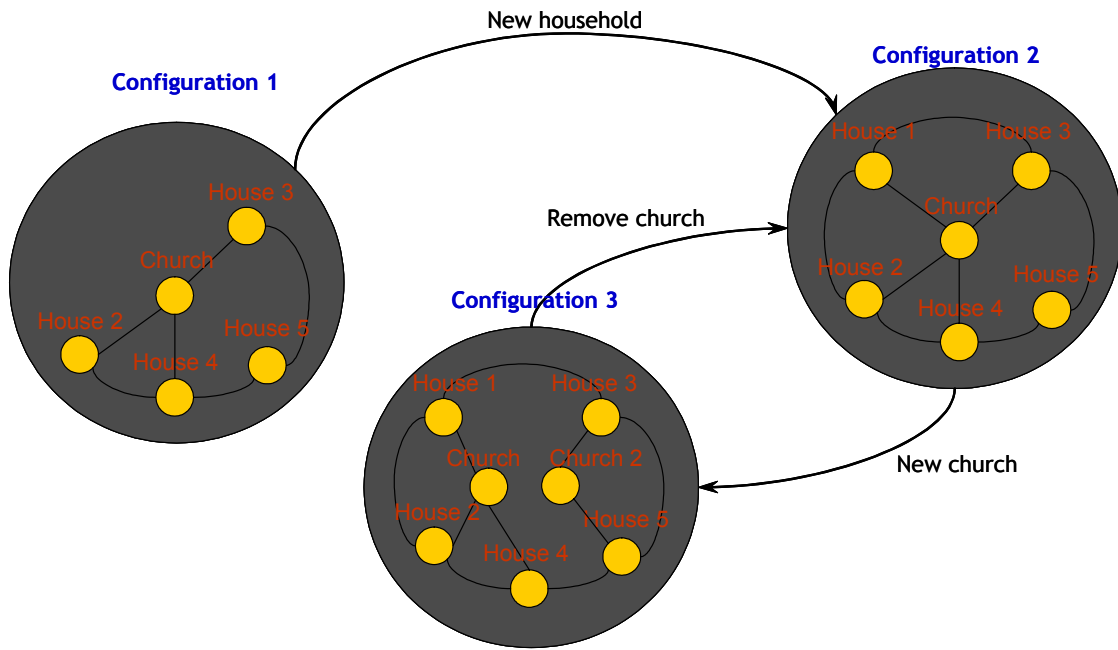 New household
Configuration 1
Configuration 2
House 3
Church
House 2
House 5
House 4
House 1
House 3
Church
House 2
House 5
House 4
Remove church
Configuration 3
House 1
House 3
Church
Church 2
House 2
House 5
House 4
New church